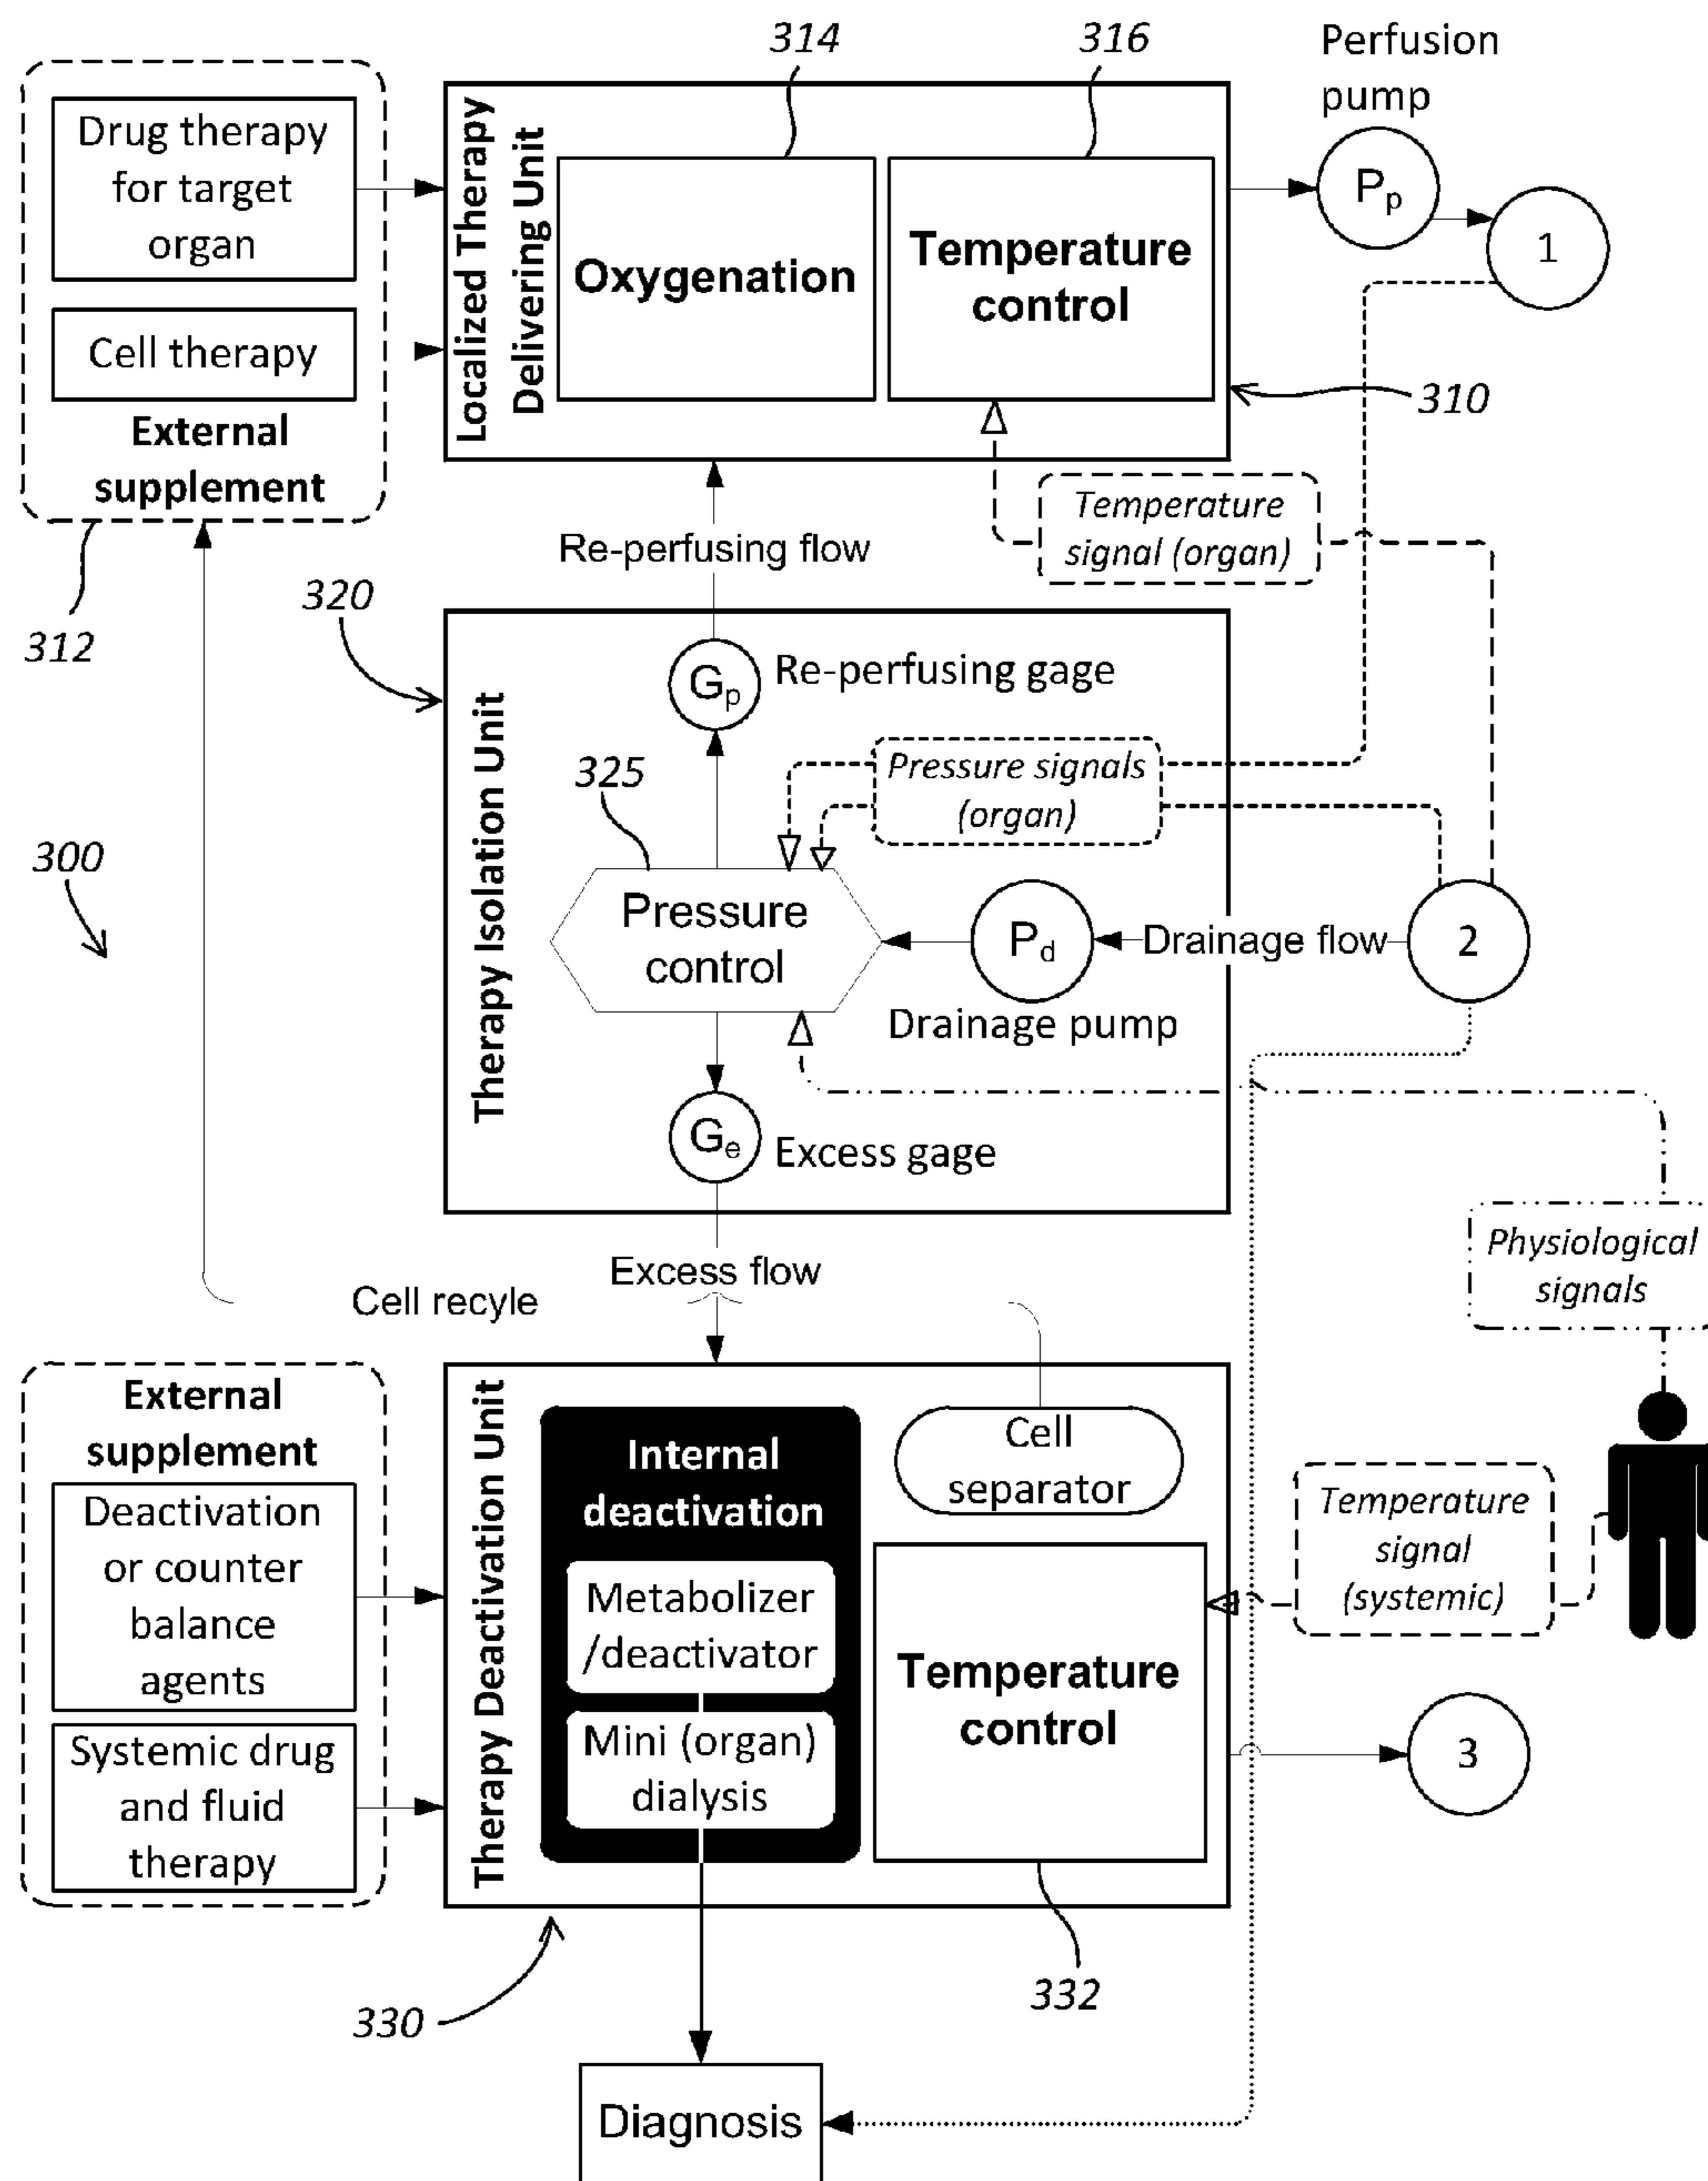 314
316
Perfusion
pump
Drug therapy
for target
organ
Cell therapy
External
supplement
312
Localized Therapy
Delivering Unit
Oxygenation
Temperature
control
Pp
1
310
Temperature
signal (organ)
Re-perfusing flow
320
Therapy Isolation Unit
Gp
Re-perfusing gage
325
Pressure signals
(organ)
300
Pressure
control
Pd
Drainage flow
2
Drainage pump
Ge
Excess gage
Physiological
signals
Excess flow
Cell recyle
External
supplement
Deactivation
or counter
balance
agents
Systemic drug
and fluid
therapy
Therapy Deactivation Unit
Internal
deactivation
Metabolizer
/deactivator
Mini (organ)
dialysis
Cell
separator
Temperature
control
Temperature
signal
(systemic)
3
330
332
Diagnosis